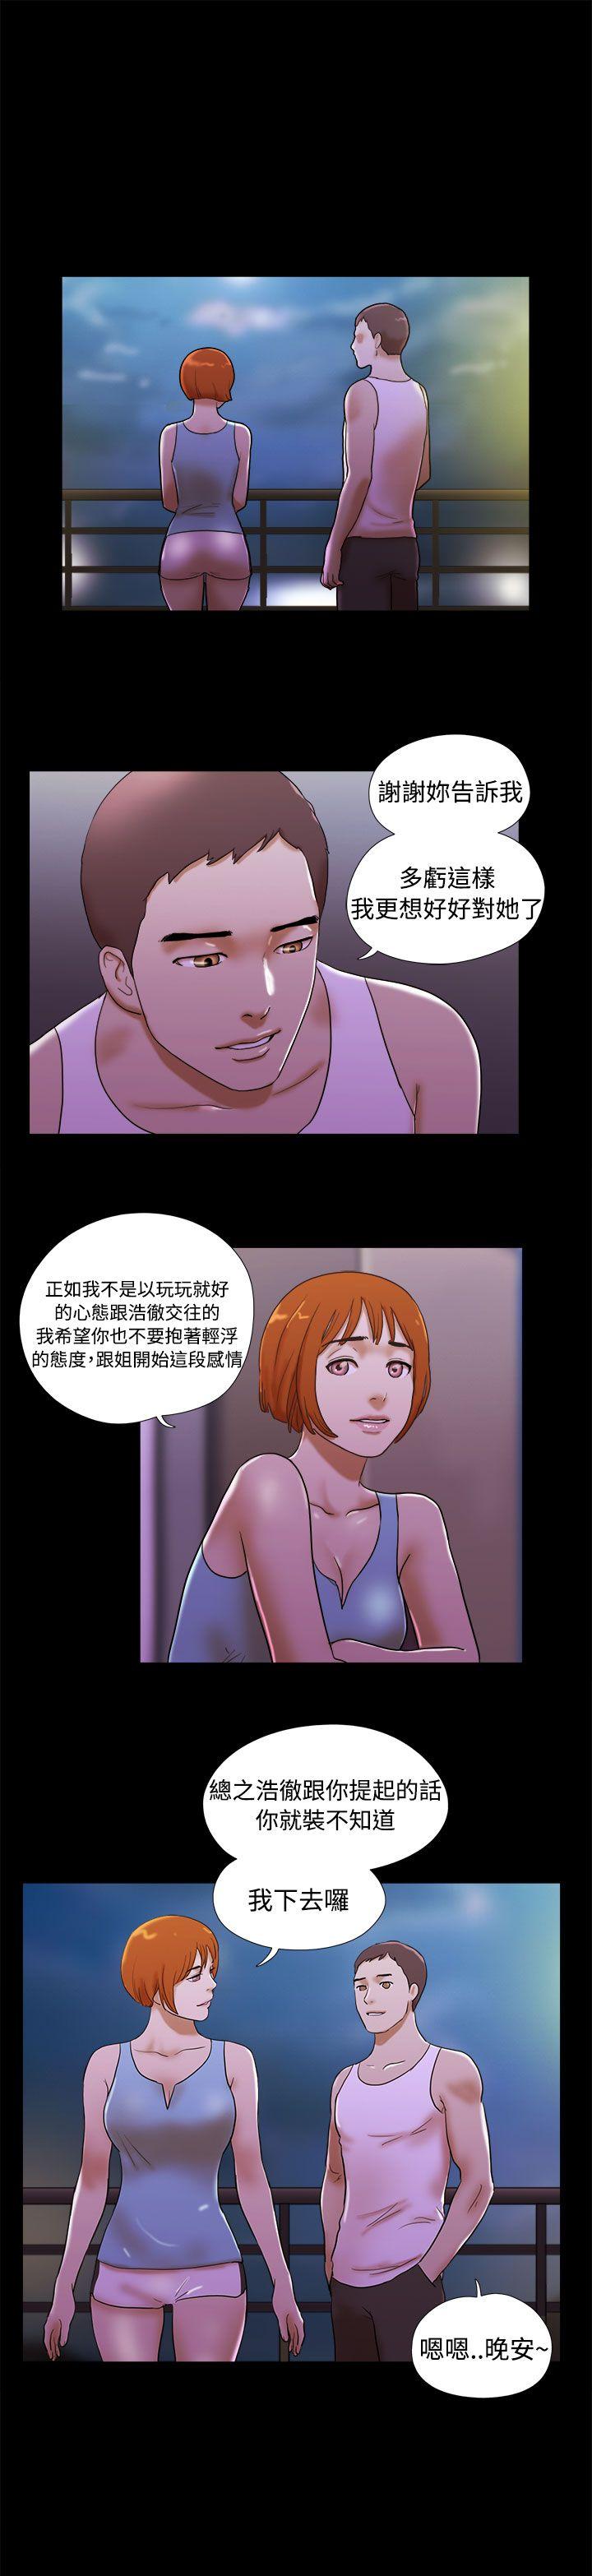 謝謝妳告訴我
多虧這樣
我更想好好對她了
正如我不是以玩玩就好
的心態跟浩徹交往的
我希望你也不要抱著輕浮
的態度，跟姐開始這段感情
總之浩徹跟你提起的話
你就裝不知道
我下去囉
嗯嗯..晚安~